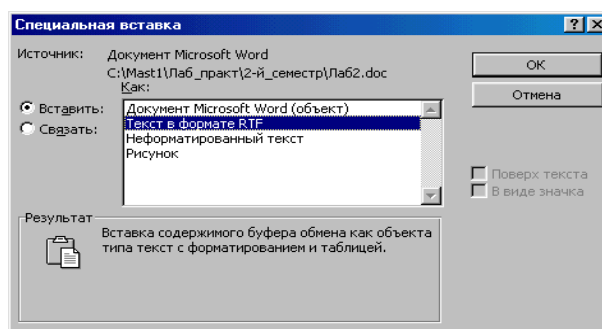 Специальная вставка
Источник: Документ Microsoft Word
C:\Mast1\Лаб_практ\2-й_семестр\Лаб2.doc
Как:
Вставить:
Связать:
Документ Microsoft Word (объект)
Текст в формате RTF
Неформатированный текст
Рисунок
ОК
Отмена
Поверх текста
В виде значка
Результат
Вставка содержимого буфера обмена как объекта
типа текст с форматированием и таблицей.